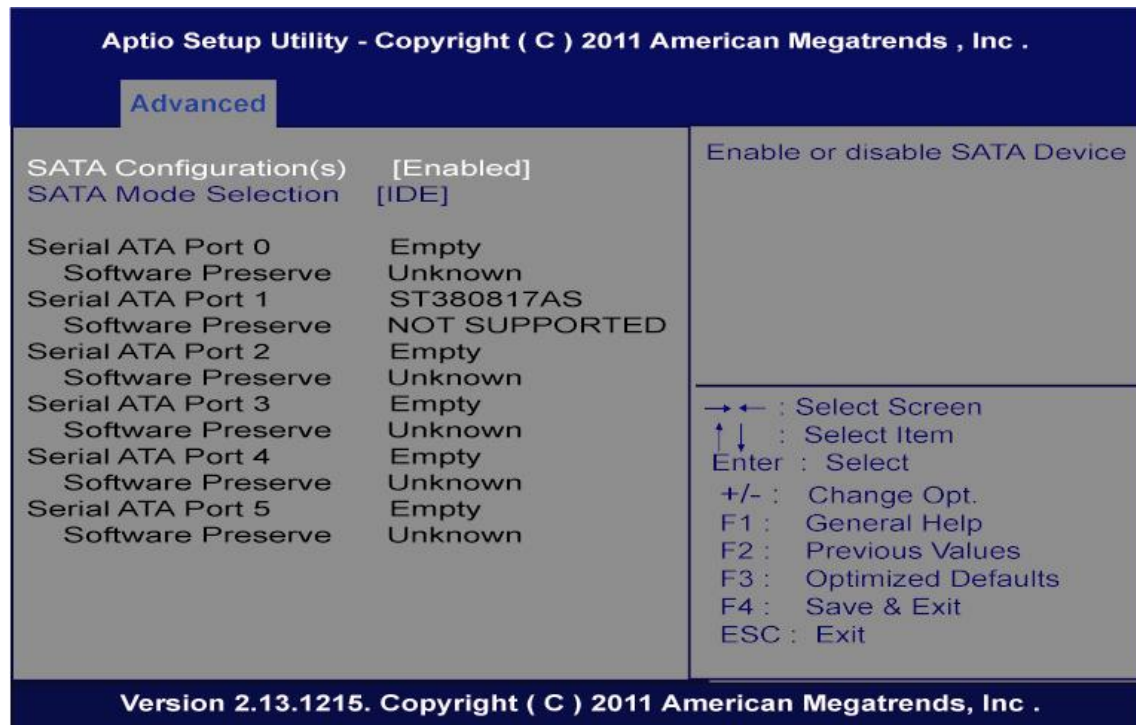 Aptio Setup Utility - Copyright ( C ) 2011 American Megatrends , Inc .
Advanced
SATA Configuration(s) [Enabled]
SATA Mode Selection [IDE]
Serial ATA Port 0 Empty
Software Preserve Unknown
Serial ATA Port 1 ST380817AS
Software Preserve NOT SUPPORTED
Serial ATA Port 2 Empty
Software Preserve Unknown
Serial ATA Port 3 Empty
Software Preserve Unknown
Serial ATA Port 4 Empty
Software Preserve Unknown
Serial ATA Port 5 Empty
Software Preserve Unknown
Enable or disable SATA Device
→← : Select Screen
↑↓ : Select Item
Enter : Select
+/- : Change Opt.
F1 : General Help
F2 : Previous Values
F3 : Optimized Defaults
F4 : Save & Exit
ESC : Exit
Version 2.13.1215. Copyright ( C ) 2011 American Megatrends, Inc .